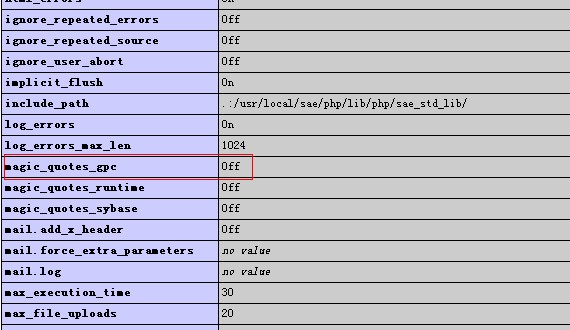 html_errors On
ignore_repeated_errors Off
ignore_repeated_source Off
ignore_user_abort Off
implicit_flush On
include_path .:/usr/local/sae/php/lib/php/sae_std_lib/
log_errors On
log_errors_max_len 1024
magic_quotes_gpc Off
magic_quotes_runtime Off
magic_quotes_sybase Off
mail.add_x_header Off
mail.force_extra_parameters no value
mail.log no value
max_execution_time 30
max_file_uploads 20